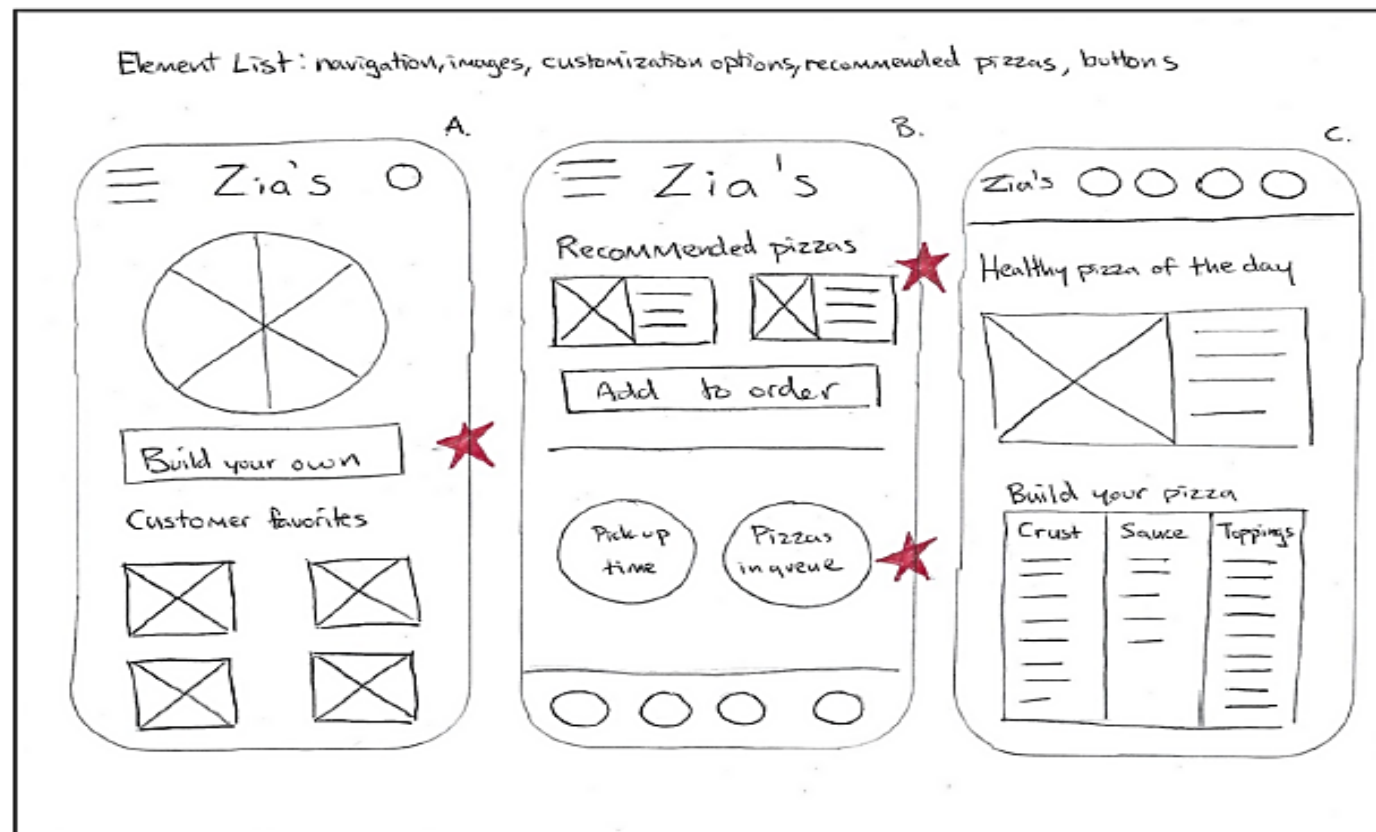 Element List: navigation, images, customization options, recommended pizzas, buttons
A.
Zia's
Build your own
Customer favorites
B.
Zia's
Recommended pizzas
Add to order
Pick-up
time
Pizzas
in queue
C.
Zia's
Healthy pizza of the day
Build your pizza
Crust
Sauce
Toppings